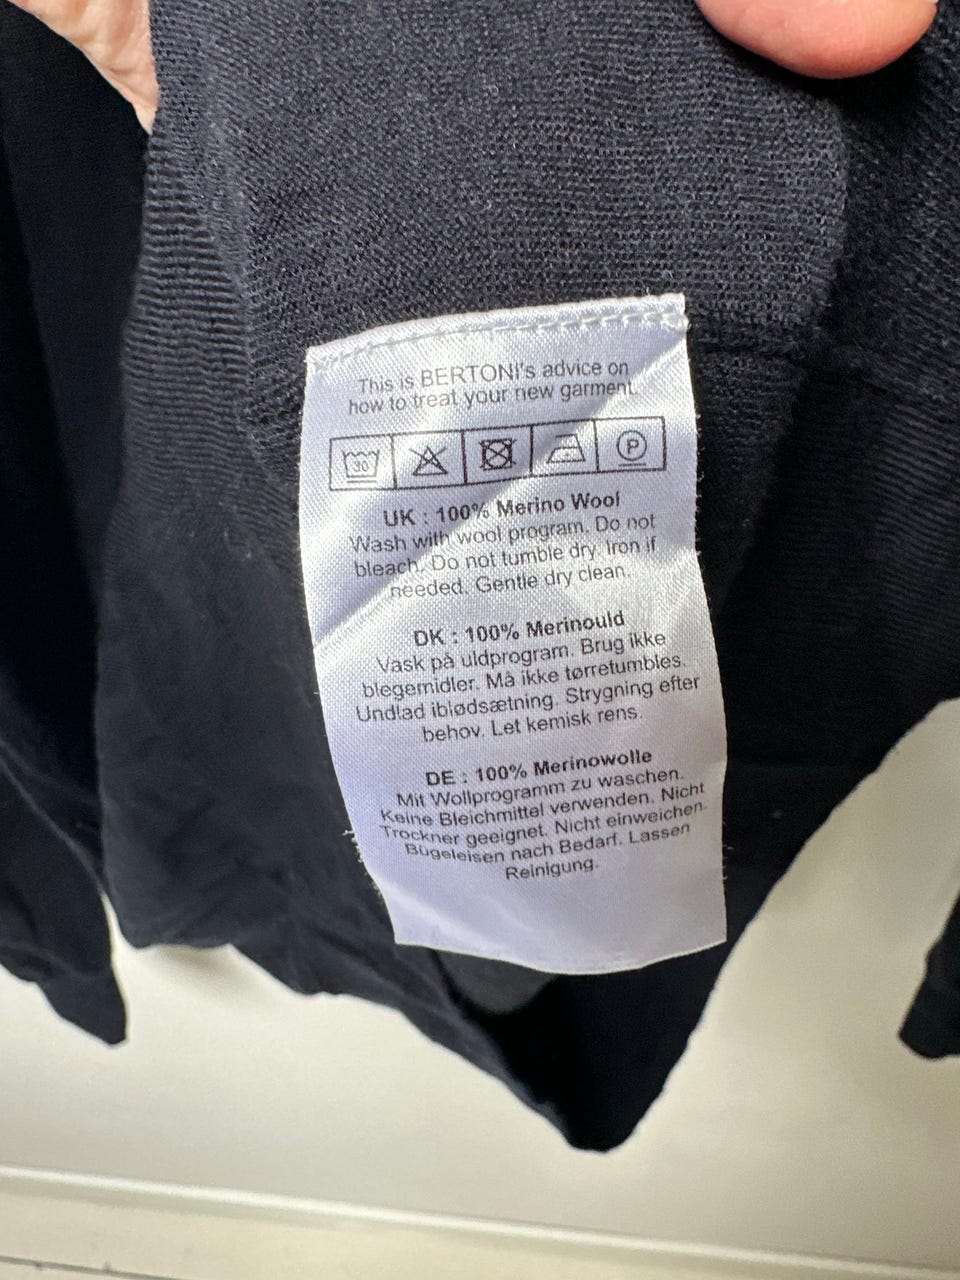 This is BERTONI's advice on
how to treat your new garment.
30 P
UK : 100% Merino Wool
Wash with wool program. Do not
bleach. Do not tumble dry. Iron if
needed. Gentle dry clean.
DK : 100% Merinould
Vask på uldprogram. Brug ikke
blegemidler. Må ikke tørretumbles.
Undlad iblødsætning. Strygning efter
behov. Let kemisk rens.
DE : 100% Merinowolle
Mit Wollprogramm zu waschen.
Keine Bleichmittel verwenden. Nicht
Trockner geeignet. Nicht einweichen.
Bügeleisen nach Bedarf. Lassen
Reinigung.